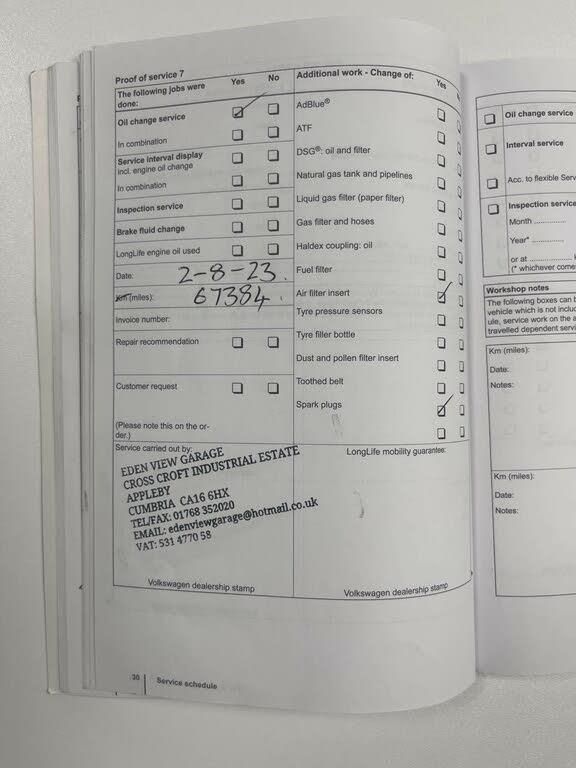 Proof of service 7
The following jobs were done:
Yes No
Oil change service
In combination
Service interval display
incl. engine oil change
In combination
Inspection service
Brake fluid change
LongLife engine oil used
Date: 2-8-23.
Km (miles): 67384.
Invoice number:
Repair recommendation
Customer request
(Please note this on the or-
der.)
Service carried out by:
EDEN VIEW GARAGE
CROSS CROFT INDUSTRIAL ESTATE
APPLEBY
CUMBRIA CA16 6HX
TEL/FAX: 01768 352020
EMAIL: edenviewgarage@hotmail.co.uk
VAT: 531 4770 58
Volkswagen dealership stamp
Additional work - Change of:
Yes
AdBlue®
ATF
DSG®: oil and filter
Natural gas tank and pipelines
Liquid gas filter (paper filter)
Gas filter and hoses
Haldex coupling: oil
Fuel filter
Air filter insert
Tyre pressure sensors
Tyre filler bottle
Dust and pollen filter insert
Toothed belt
Spark plugs
LongLife mobility guarantee:
Volkswagen dealership stamp
30
Service schedule
Oil change service
Interval service
Acc. to flexible Serv
Inspection service
Month ..............
Year* ..............
or at .............. k
(* whichever come
Workshop notes
The following boxes can b
vehicle which is not inclu
ule, service work on the a
travelled dependent servi
Km (miles):
Date:
Notes:
Km (miles):
Date:
Notes: